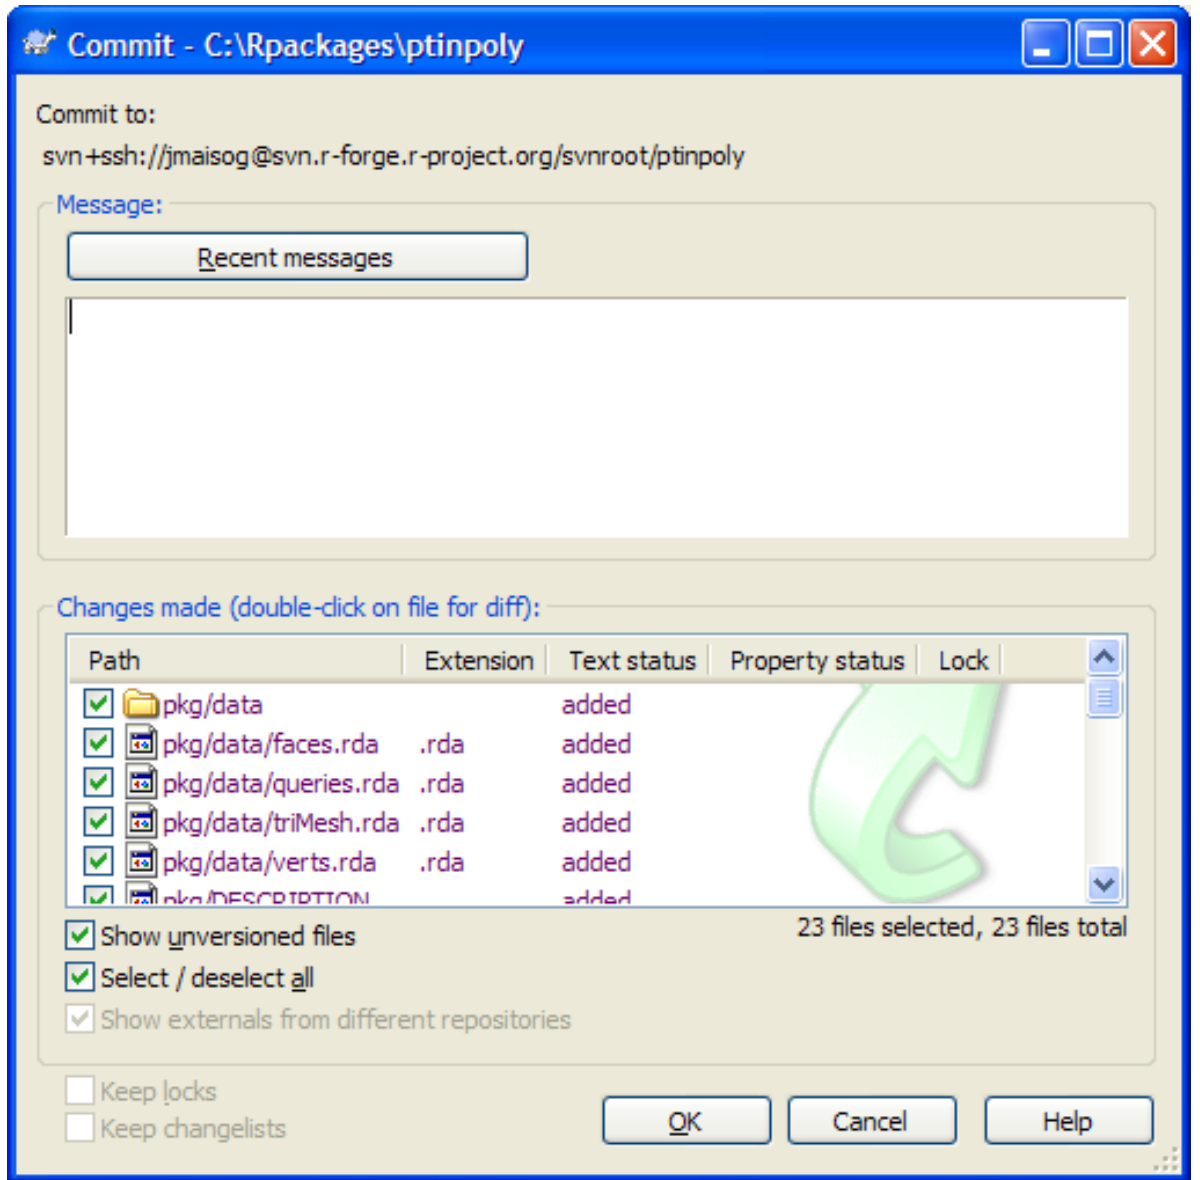 Commit - C:\Rpackages\ptinpoly
Commit to:
svn+ssh://jmaisog@svn.r-forge.r-project.org/svnroot/ptinpoly
Message:
Recent messages
Changes made (double-click on file for diff):
Path Extension Text status Property status Lock
pkg/data added
pkg/data/faces.rda .rda added
pkg/data/queries.rda .rda added
pkg/data/triMesh.rda .rda added
pkg/data/verts.rda .rda added
pkg/DESCRIPTION added
23 files selected, 23 files total
Show unversioned files
Select / deselect all
Show externals from different repositories
Keep locks
Keep changelists
OK Cancel Help